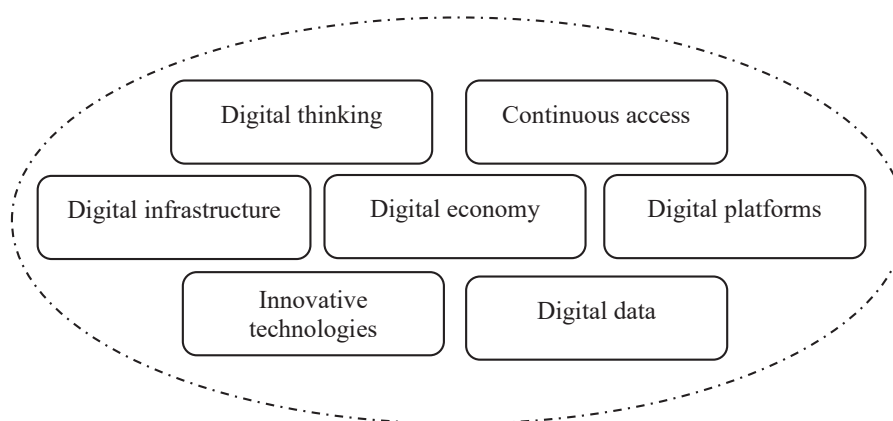 Digital thinking
Continuous access
Digital infrastructure
Digital economy
Digital platforms
Innovative
technologies
Digital data